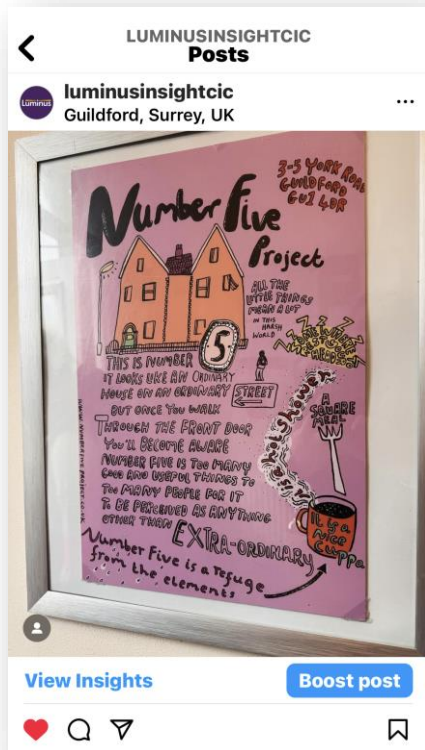 LUMINUSINSIGHTCIC
Posts
Luminus
luminusinsightcic
Guildford, Surrey, UK
3-5 YORK ROAD
GUILDFORD
GU1 4DR
Number Five
Project
ALL THE
LITTLE THINGS
MEAN A LOT
IN THIS
HARSH
WORLD
5
THIS IS NUMBER
IT LOOKS LIKE AN ORDINARY
HOUSE ON AN ORDINARY STREET
BUT ONCE YOU WALK
THROUGH THE FRONT DOOR
YOU'LL BECOME AWARE
NUMBER FIVE IS TOO MANY
GOOD AND USEFUL THINGS TO
TOO MANY PEOPLE FOR IT
TO BE PERCEIVED AS ANYTHING
OTHER THAN EXTRA-ORDINARY
Number Five is a refuge
from the elements
hot shower
A
SQUARE
MEAL
It is a
nice
Cuppa
View Insights
Boost post